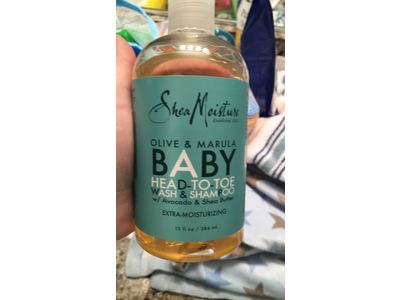 SheaMoisture
OLIVE & MARULA
BABY
HEAD-TO-TOE
WASH & SHAMPOO
w/ Avocado & Shea Butter
EXTRA-MOISTURIZING
13 fl oz / 384 mL